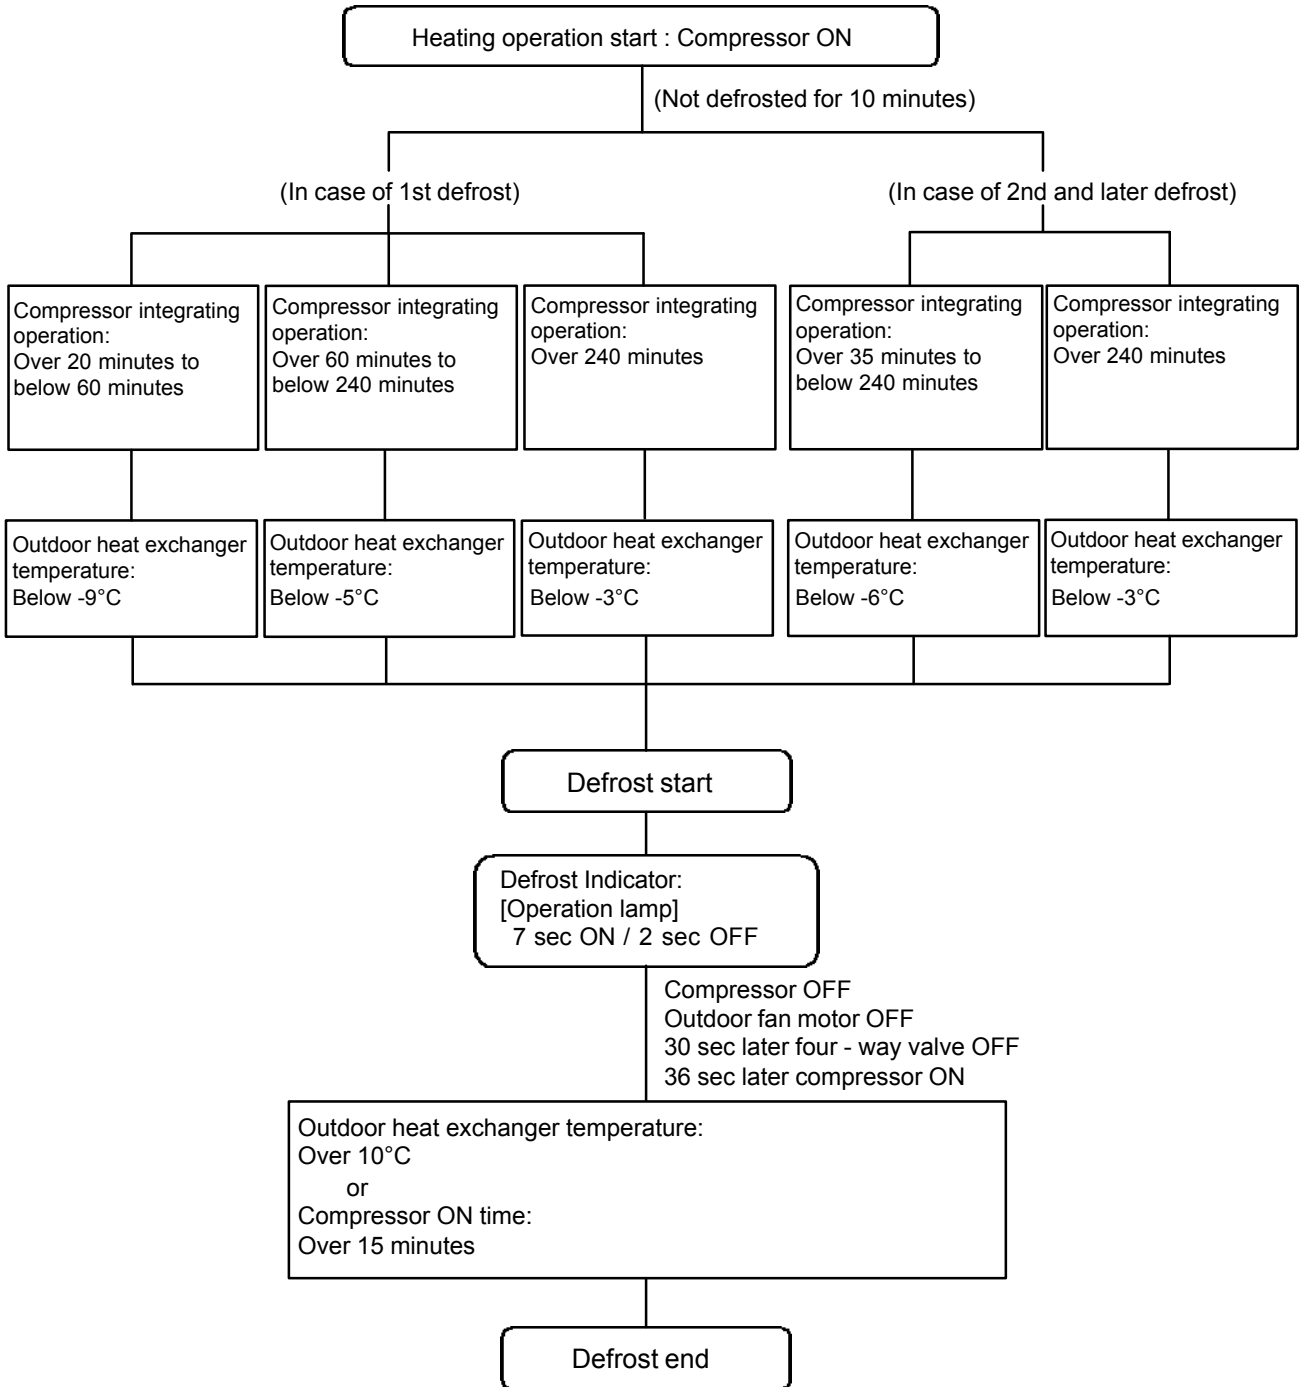 Heating operation start : Compressor ON
(Not defrosted for 10 minutes)
(In case of 1st defrost)
(In case of 2nd and later defrost)
Compressor integrating
operation:
Over 20 minutes to
below 60 minutes
Compressor integrating
operation:
Over 60 minutes to
below 240 minutes
Compressor integrating
operation:
Over 240 minutes
Compressor integrating
operation:
Over 35 minutes to
below 240 minutes
Compressor integrating
operation:
Over 240 minutes
Outdoor heat exchanger
temperature:
Below -9°C
Outdoor heat exchanger
temperature:
Below -5°C
Outdoor heat exchanger
temperature:
Below -3°C
Outdoor heat exchanger
temperature:
Below -6°C
Outdoor heat exchanger
temperature:
Below -3°C
Defrost start
Defrost Indicator:
[Operation lamp]
7 sec ON / 2 sec OFF
Compressor OFF
Outdoor fan motor OFF
30 sec later four - way valve OFF
36 sec later compressor ON
Outdoor heat exchanger temperature:
Over 10°C
or
Compressor ON time:
Over 15 minutes
Defrost end